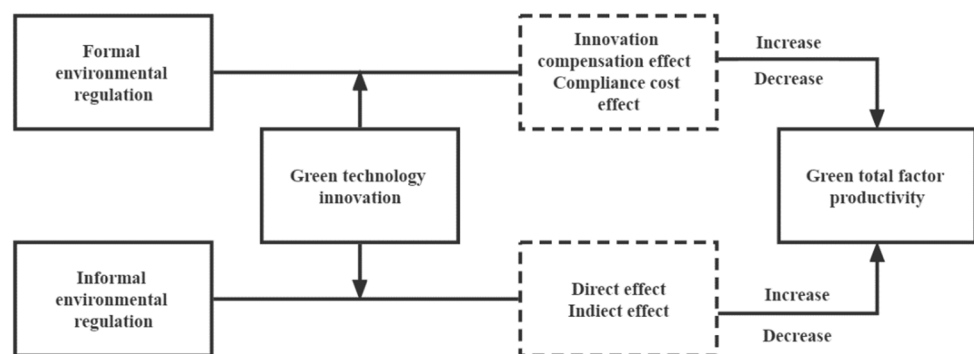 Formal
environmental
regulation
Innovation
compensation effect
Compliance cost
effect
Increase
Decrease
Green technology
innovation
Green total factor
productivity
Informal
environmental
regulation
Direct effect
Indiect effect
Increase
Decrease